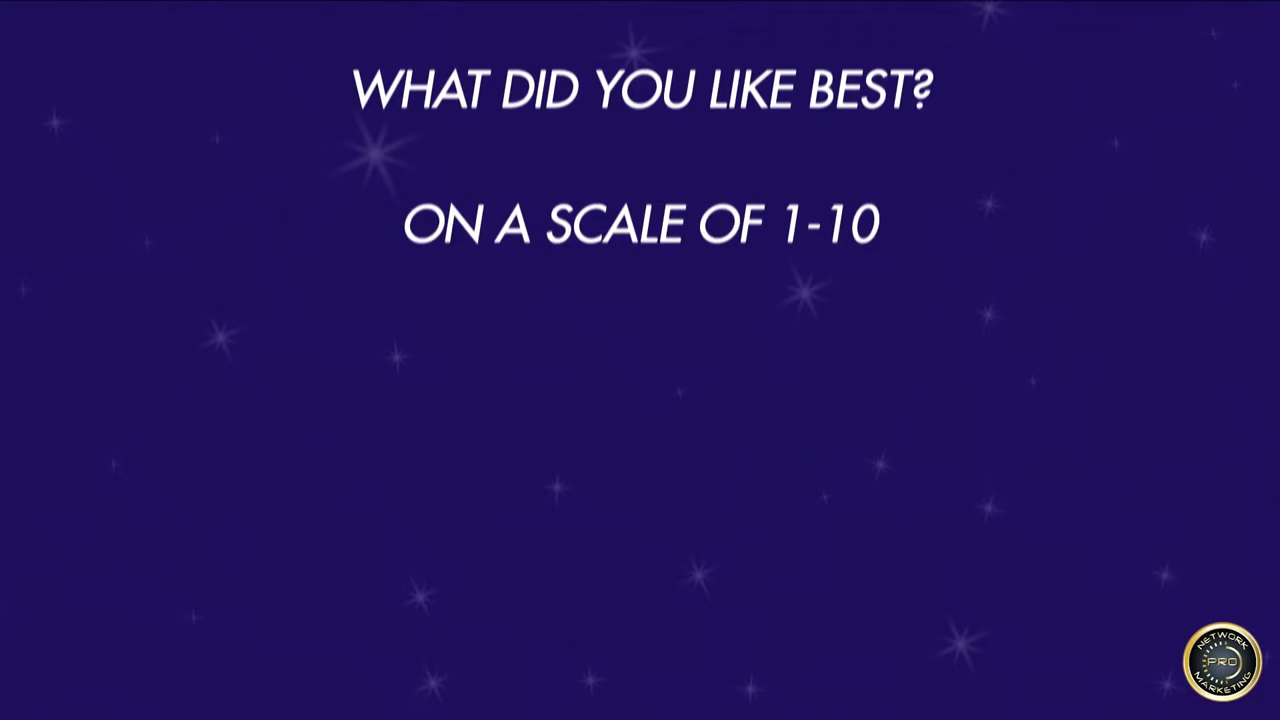 WHAT DID YOU LIKE BEST?
ON A SCALE OF 1-10
NETWORK
PRO
MARKETING